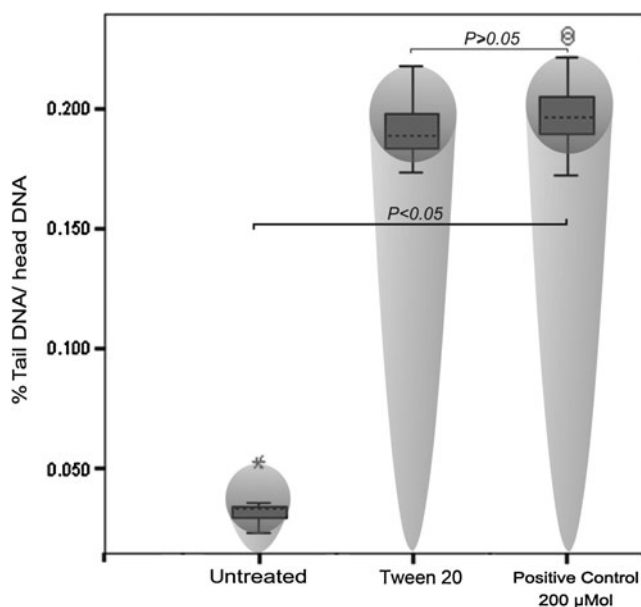 P>0.05
0.200
0.150
P<0.05
0.100
0.050
% Tail DNA/ head DNA
Untreated
Tween 20
Positive Control
200 µMol